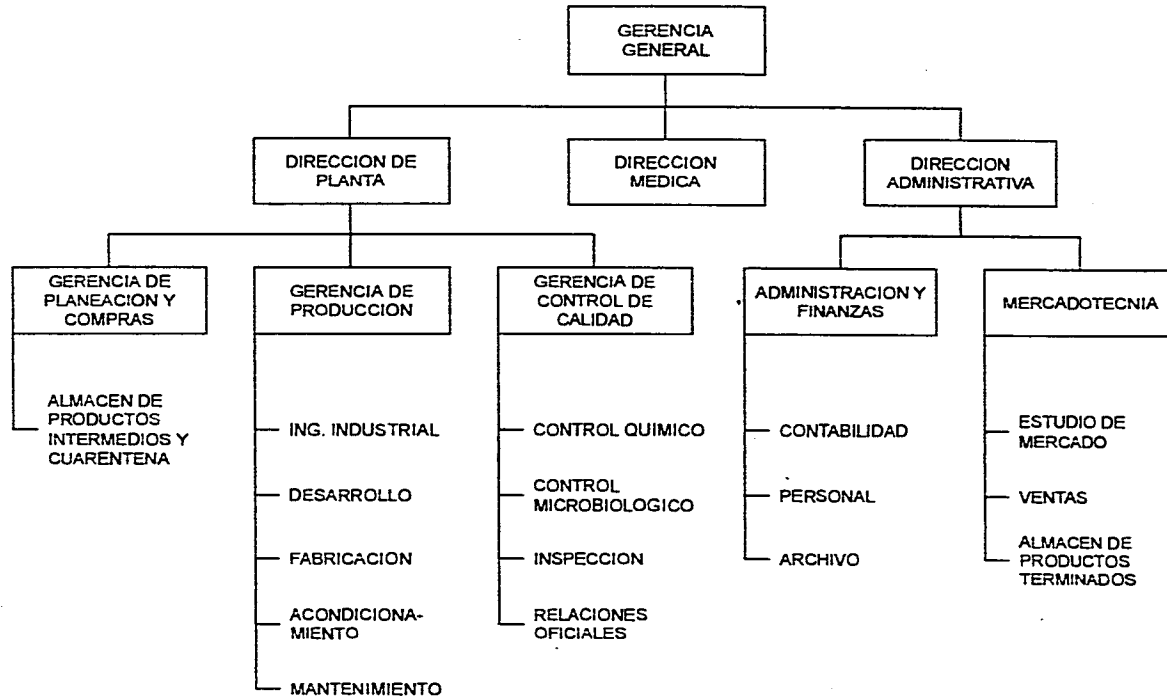 GERENCIA
GENERAL
DIRECCION DE
PLANTA
DIRECCION
MEDICA
DIRECCION
ADMINISTRATIVA
GERENCIA DE
PLANEACION Y
COMPRAS
GERENCIA DE
PRODUCCION
GERENCIA DE
CONTROL DE
CALIDAD
ADMINISTRACION Y
FINANZAS
MERCADOTECNIA
ALMACEN DE
PRODUCTOS
INTERMEDIOS Y
CUARENTENA
ING. INDUSTRIAL
DESARROLLO
FABRICACION
ACONDICIONA-
MIENTO
MANTENIMIENTO
CONTROL QUIMICO
CONTROL
MICROBIOLOGICO
INSPECCION
RELACIONES
OFICIALES
CONTABILIDAD
PERSONAL
ARCHIVO
ESTUDIO DE
MERCADO
VENTAS
ALMACEN DE
PRODUCTOS
TERMINADOS